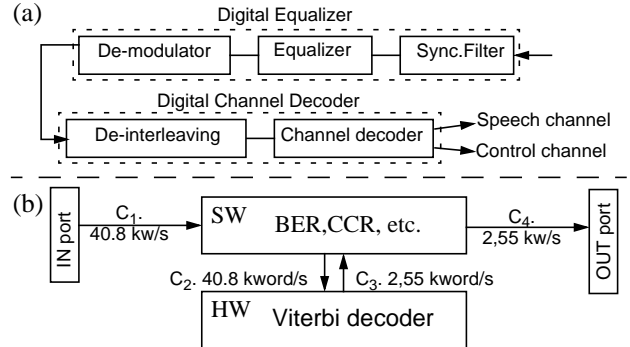 (a)
Digital Equalizer
De-modulator
Equalizer
Sync.Filter
Digital Channel Decoder
De-interleaving
Channel decoder
Speech channel
Control channel
(b)
IN port
C1.
40.8 kw/s
SW
BER,CCR, etc.
C4.
2,55 kw/s
OUT port
C2. 40.8 kword/s
C3. 2,55 kword/s
HW
Viterbi decoder